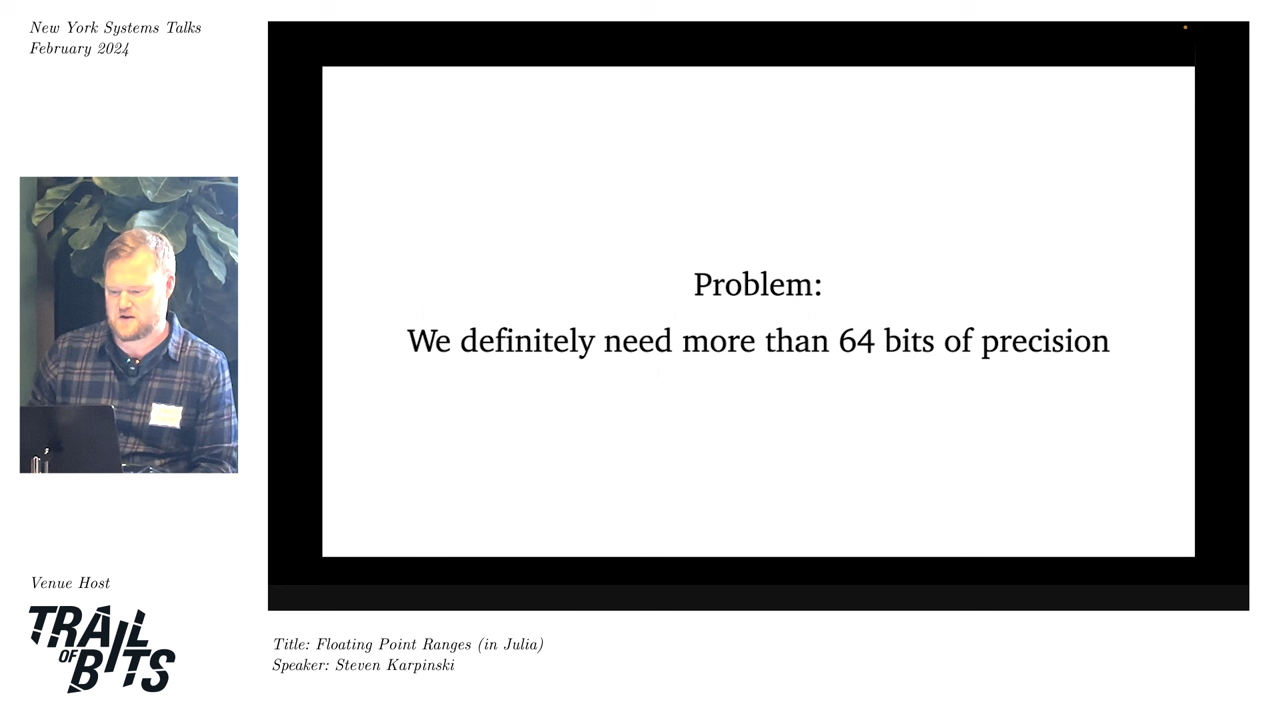 New York Systems Talks
February 2024
Problem:
We definitely need more than 64 bits of precision
Venue Host
TRAIL
OF
BITS
Title: Floating Point Ranges (in Julia)
Speaker: Steven Karpinski